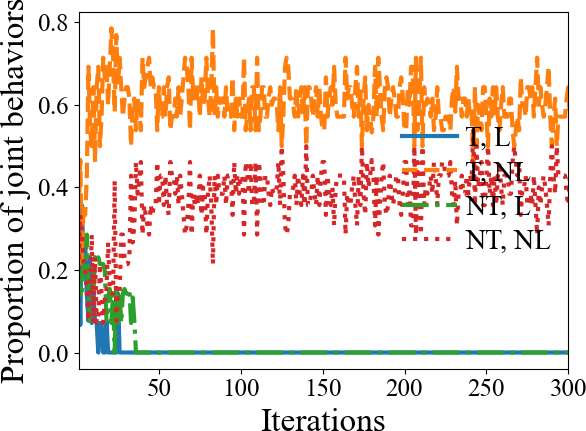 Proportion of joint behaviors
0.8
0.6
0.4
0.2
0.0
T, L
T, NL
NT, L
NT, NL
50 100 150 200 250 300
Iterations